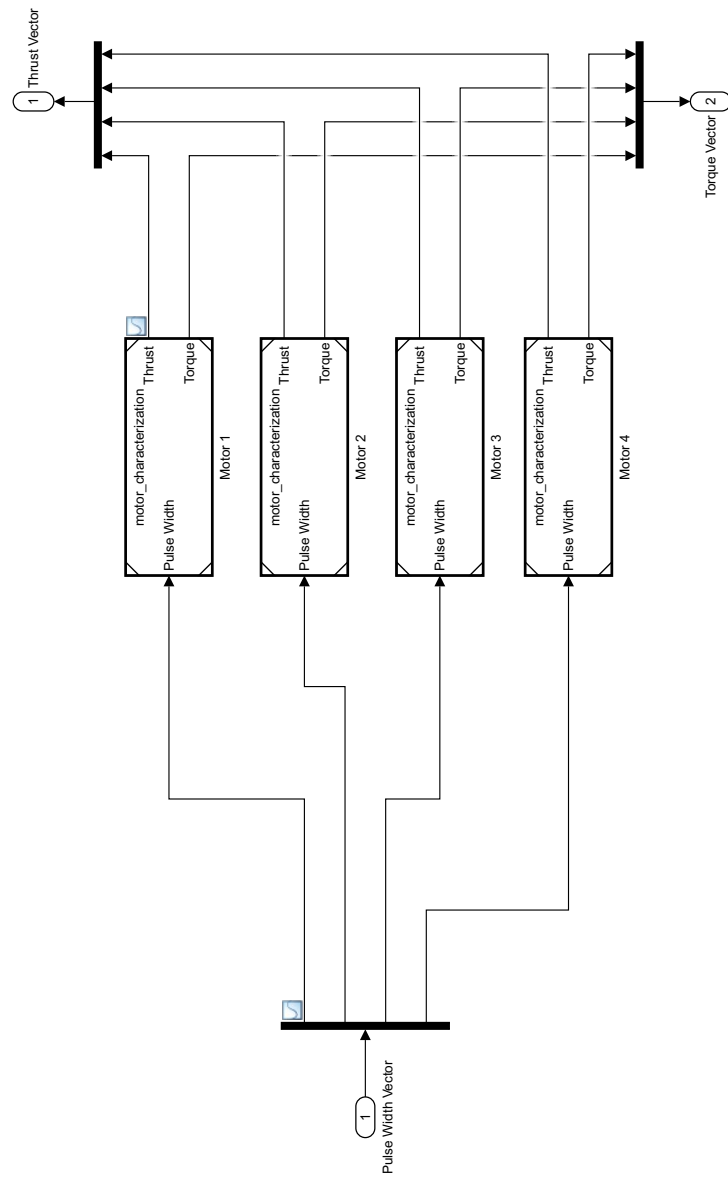 1
Pulse Width Vector
motor_characterization
Pulse Width
Thrust
Torque
Motor 1
motor_characterization
Pulse Width
Thrust
Torque
Motor 2
motor_characterization
Pulse Width
Thrust
Torque
Motor 3
motor_characterization
Pulse Width
Thrust
Torque
Motor 4
1
Thrust Vector
2
Torque Vector